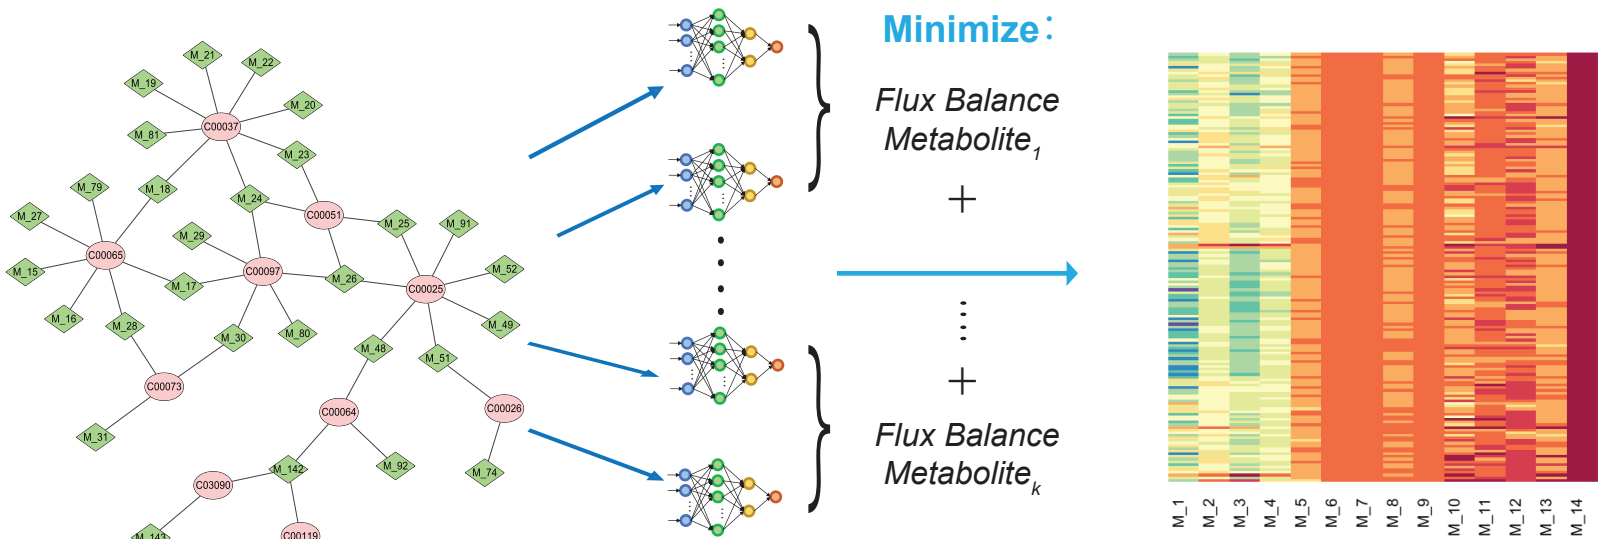 M_21
M_22
M_19
M_20
C00037
M_81
M_23
M_79
M_18
M_24
M_27
C00051
M_25
M_91
M_29
C00065
M_15
C00097
M_26
M_52
M_17
C00025
M_16
M_28
M_30
M_80
M_49
M_48
M_51
C00073
C00064
C00026
M_31
M_142
M_92
M_74
C03090
M_143
C00119
Minimize:
Flux Balance
Metabolite1
+
+
Flux Balance
Metabolitek
M_1
M_2
M_3
M_4
M_5
M_6
M_7
M_8
M_9
M_10
M_11
M_12
M_13
M_14